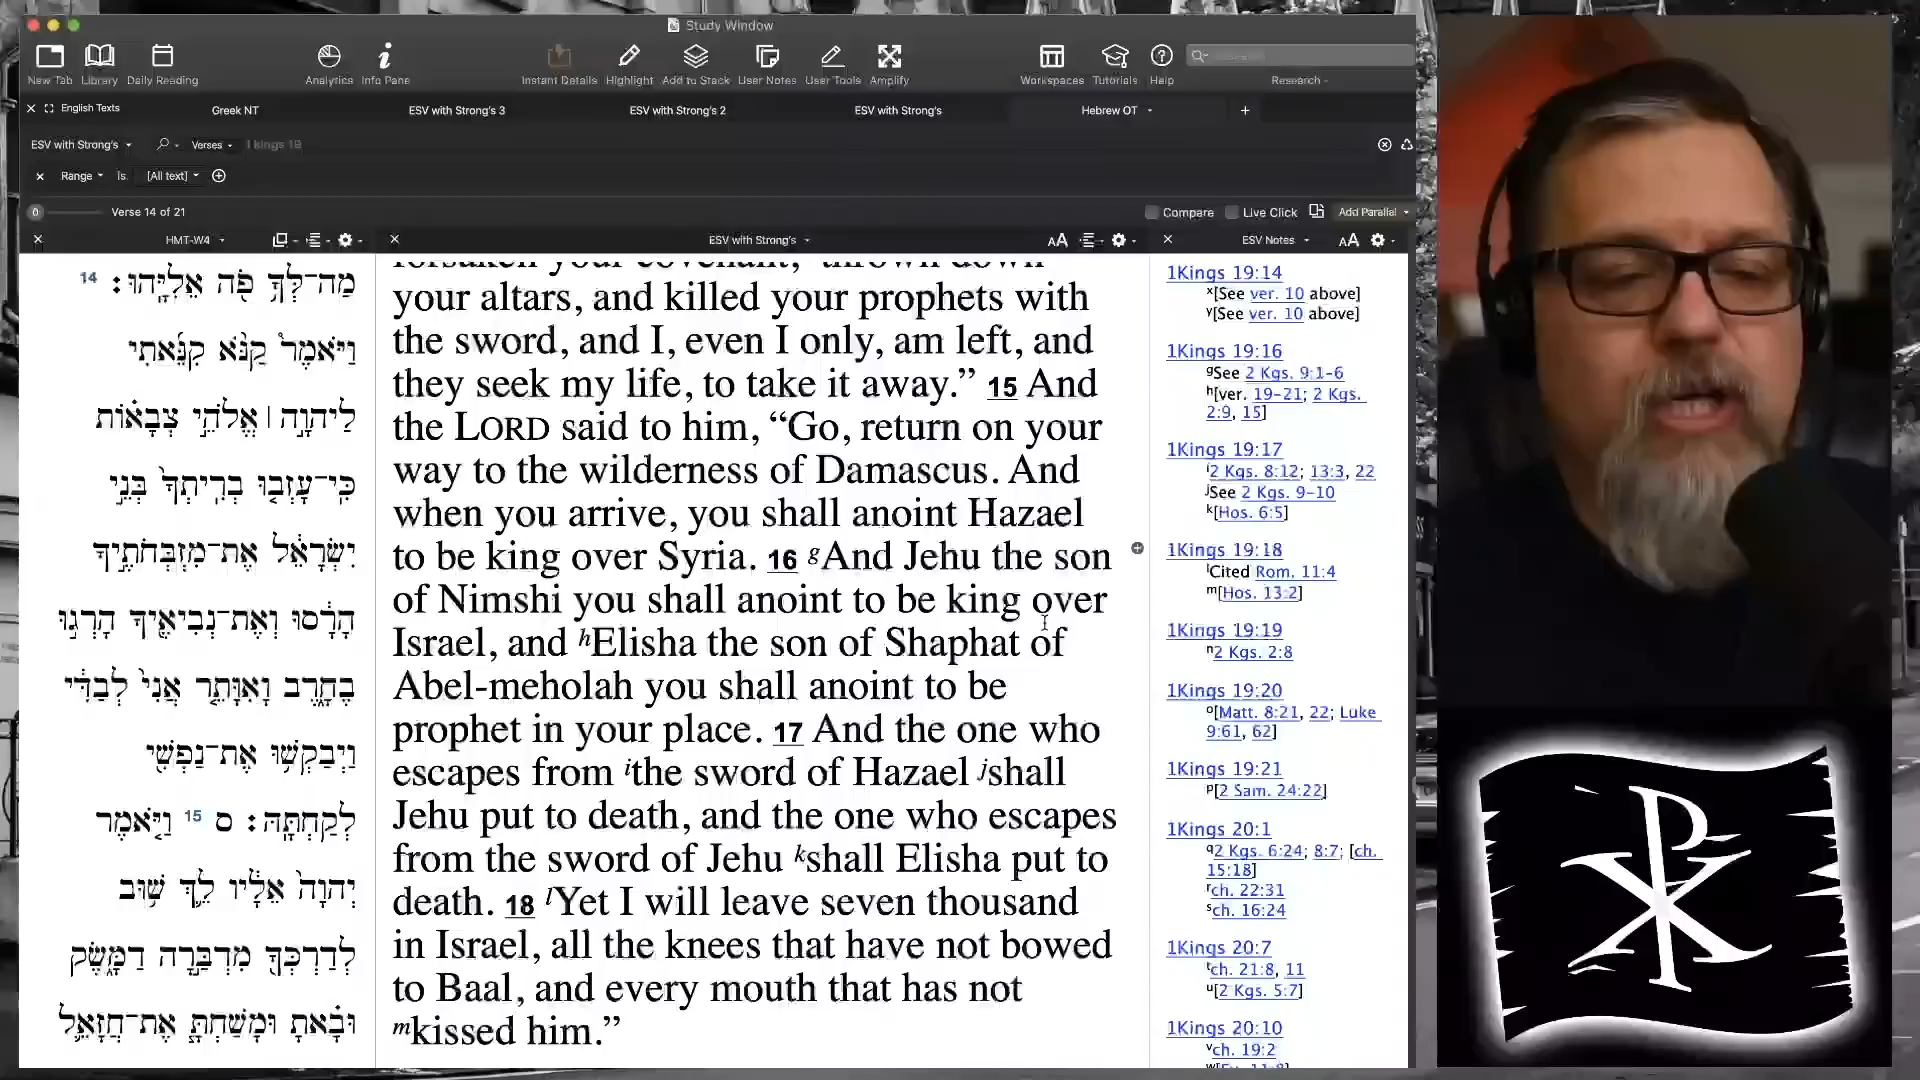 Study Window
New Tab Library Daily Reading Analytics Info Pane Instant Details Highlight Add to Stack User Notes User Tools Amplify Workspaces Tutorials Help Research
English Texts Greek NT ESV with Strong's 3 ESV with Strong's 2 ESV with Strong's Hebrew OT
ESV with Strong's Verses 1 kings 19
Range is [All text]
0 Verse 14 of 21 Compare Live Click Add Parallel
HMT-W4
14 מַה־לְּךָ֥ פֹ֖ה אֵלִיָּֽהוּ׃
וַיֹּאמֶר֩ קַנֹּ֨א קִנֵּ֜אתִי
לַיהוָ֣ה׀ אֱלֹהֵ֣י צְבָא֗וֹת
כִּֽי־עָזְב֤וּ בְרִֽיתְךָ֙ בְּנֵ֣י
יִשְׂרָאֵ֔ל אֶת־מִזְבְּחֹתֶ֣יךָ
הָרָ֔סוּ וְאֶת־נְבִיאֶ֖יךָ הָרְג֣וּ
בֶחָ֑רֶב וָאִוָּתֵ֤ר אֲנִי֙ לְבַדִּ֔י
וַיְבַקְשׁ֥וּ אֶת־נַפְשִׁ֖י
לְקַחְתָּֽהּ׃ ס 15 וַיֹּ֤אמֶר
יְהוָה֙ אֵלָ֔יו לֵ֛ךְ שׁ֥וּב
לְדַרְכְּךָ֖ מִדְבַּ֣רָה דַמָּ֑שֶׂק
וּבָ֗אתָ וּמָשַׁחְתָּ֧ אֶת־חֲזָאֵ֛ל
ESV with Strong's
forsaken your covenant, thrown down
your altars, and killed your prophets with
the sword, and I, even I only, am left, and
they seek my life, to take it away.” 15 And
the LORD said to him, “Go, return on your
way to the wilderness of Damascus. And
when you arrive, you shall anoint Hazael
to be king over Syria. 16 gAnd Jehu the son
of Nimshi you shall anoint to be king over
Israel, and hElisha the son of Shaphat of
Abel-meholah you shall anoint to be
prophet in your place. 17 And the one who
escapes from ithe sword of Hazael jshall
Jehu put to death, and the one who escapes
from the sword of Jehu kshall Elisha put to
death. 18 lYet I will leave seven thousand
in Israel, all the knees that have not bowed
to Baal, and every mouth that has not
mkissed him.”
ESV Notes
1Kings 19:14
x[See ver. 10 above]
y[See ver. 10 above]
1Kings 19:16
gSee 2 Kgs. 9:1–6
h[ver. 19–21; 2 Kgs.
2:9, 15]
1Kings 19:17
i2 Kgs. 8:12; 13:3, 22
jSee 2 Kgs. 9–10
k[Hos. 6:5]
1Kings 19:18
lCited Rom. 11:4
m[Hos. 13:2]
1Kings 19:19
n2 Kgs. 2:8
1Kings 19:20
o[Matt. 8:21, 22; Luke
9:61, 62]
1Kings 19:21
p[2 Sam. 24:22]
1Kings 20:1
q2 Kgs. 6:24; 8:7; [ch.
15:18]
rch. 22:31
sch. 16:24
1Kings 20:7
tch. 21:8, 11
u[2 Kgs. 5:7]
1Kings 20:10
vch. 19:2